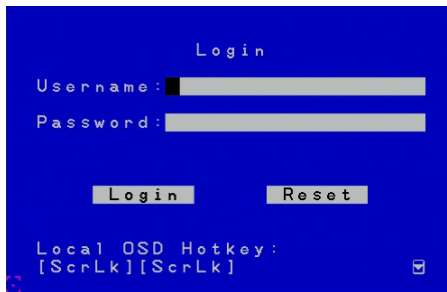 Login
Username:
Password:
Login Reset
Local OSD Hotkey:
[ScrLk][ScrLk]